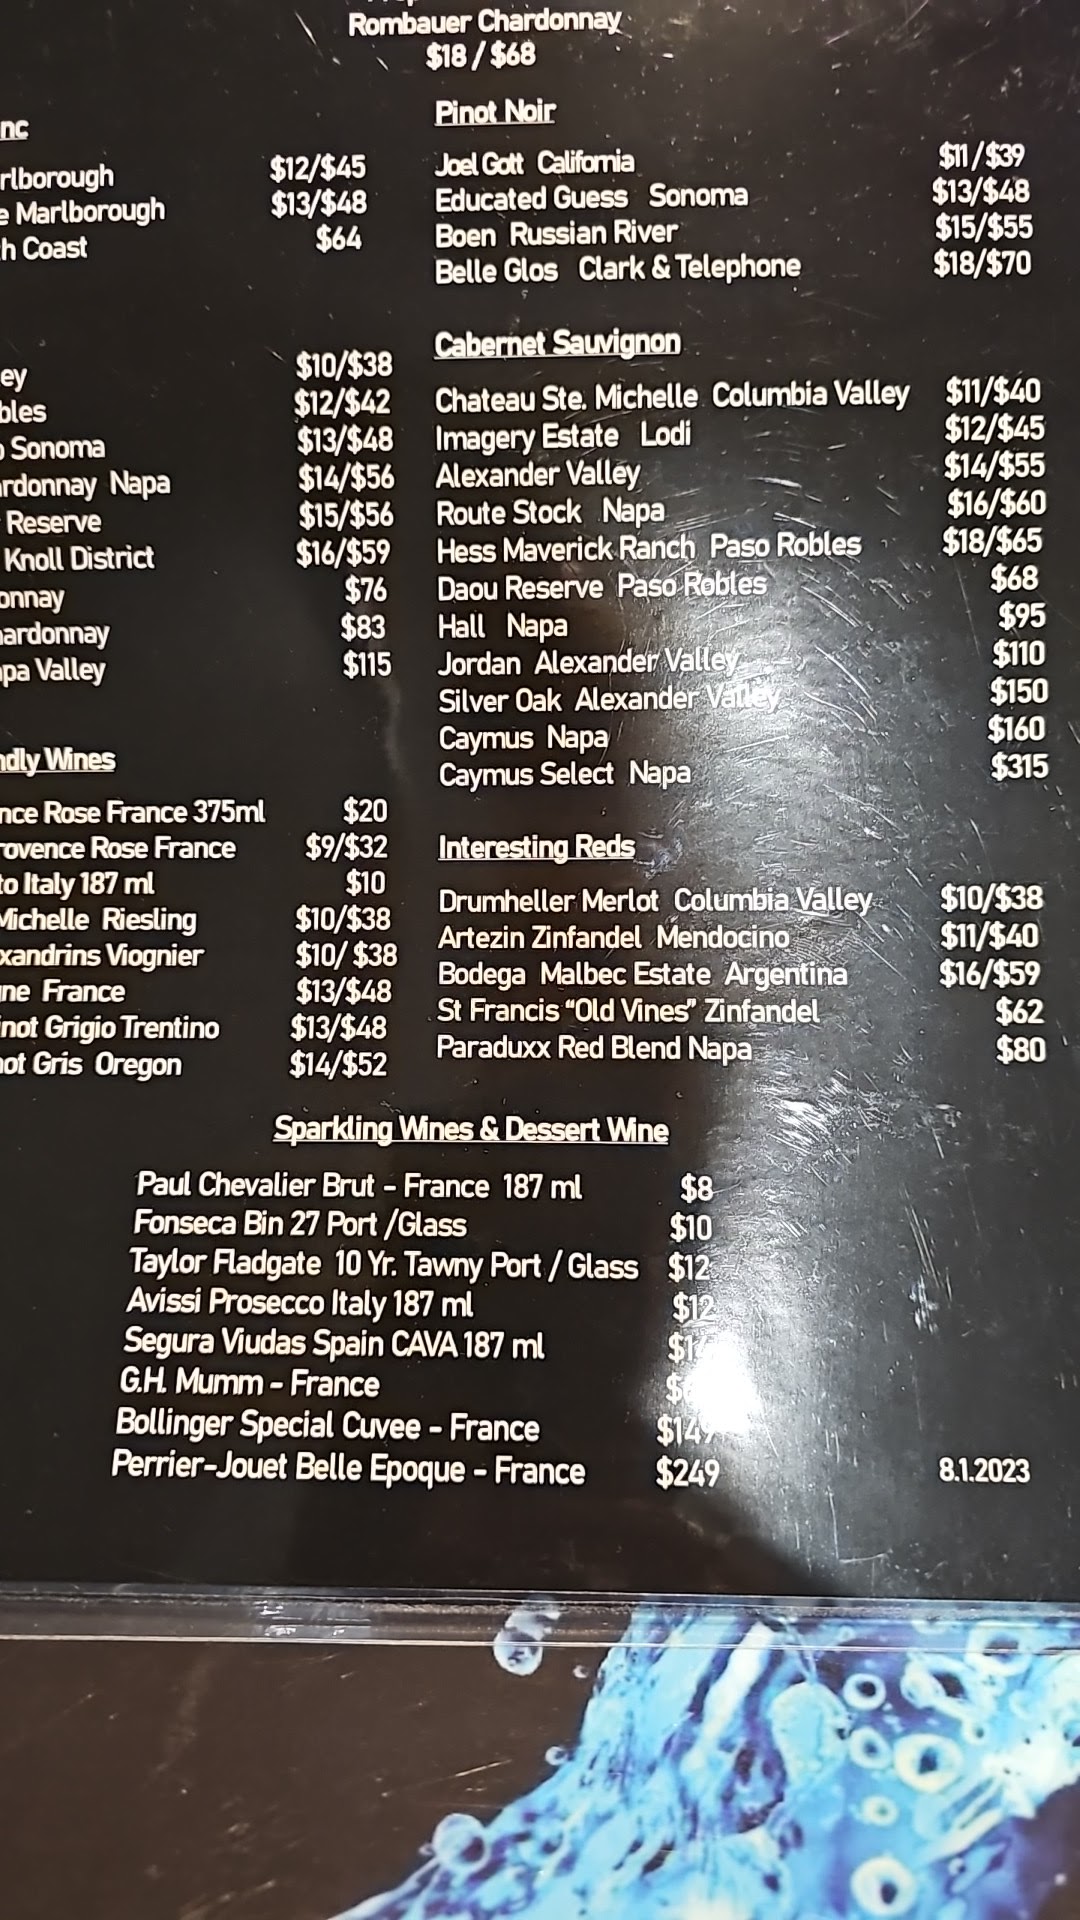 Rombauer Chardonnay
$18 / $68
nc
rlborough $12/$45
e Marlborough $13/$48
h Coast $64
ey $10/$38
bles $12/$42
Sonoma $13/$48
rdonnay Napa $14/$56
Reserve $15/$56
Knoll District $16/$59
onnay $76
ardonnay $83
pa Valley $115
ndly Wines
nce Rose France 375ml $20
rovence Rose France $9/$32
to Italy 187 ml $10
Michelle Riesling $10/$38
xandrins Viognier $10/ $38
ne France $13/$48
inot Grigio Trentino $13/$48
ot Gris Oregon $14/$52
Pinot Noir
Joel Gott California $11 /$39
Educated Guess Sonoma $13/$48
Boen Russian River $15/$55
Belle Glos Clark & Telephone $18/$70
Cabernet Sauvignon
Chateau Ste. Michelle Columbia Valley $11/$40
Imagery Estate Lodi $12/$45
Alexander Valley $14/$55
Route Stock Napa $16/$60
Hess Maverick Ranch Paso Robles $18/$65
Daou Reserve Paso Robles $68
Hall Napa $95
Jordan Alexander Valley $110
Silver Oak Alexander Valley $150
Caymus Napa $160
Caymus Select Napa $315
Interesting Reds
Drumheller Merlot Columbia Valley $10/$38
Artezin Zinfandel Mendocino $11/$40
Bodega Malbec Estate Argentina $16/$59
St Francis “Old Vines” Zinfandel $62
Paraduxx Red Blend Napa $80
Sparkling Wines & Dessert Wine
Paul Chevalier Brut - France 187 ml $8
Fonseca Bin 27 Port /Glass $10
Taylor Fladgate 10 Yr. Tawny Port / Glass $12
Avissi Prosecco Italy 187 ml $12
Segura Viudas Spain CAVA 187 ml
G.H. Mumm - France
Bollinger Special Cuvee - France
Perrier-Jouet Belle Epoque - France $249
8.1.2023